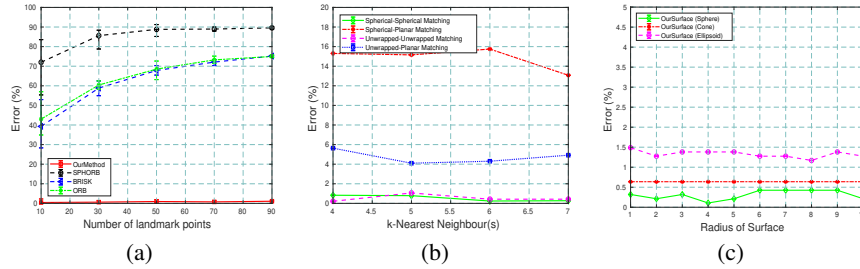 100
90
80
70
60
50
40
30
20
10
0
Error (%)
OurMethod
SPHORB
BRISK
ORB
10 20 30 40 50 60 70 80 90
Number of landmark points
(a)
20
18
16
14
12
10
8
6
4
2
0
Error (%)
Spherical-Spherical Matching
Spherical-Planar Matching
Unwrapped-Unwrapped Matching
Unwrapped-Planar Matching
4 4.5 5 5.5 6 6.5 7
k-Nearest Neighbour(s)
(b)
5
4.5
4
3.5
3
2.5
2
1.5
1
0.5
0
Error (%)
OurSurface (Sphere)
OurSurface (Cone)
OurSurface (Ellipsoid)
1 2 3 4 5 6 7 8 9
Radius of Surface
(c)